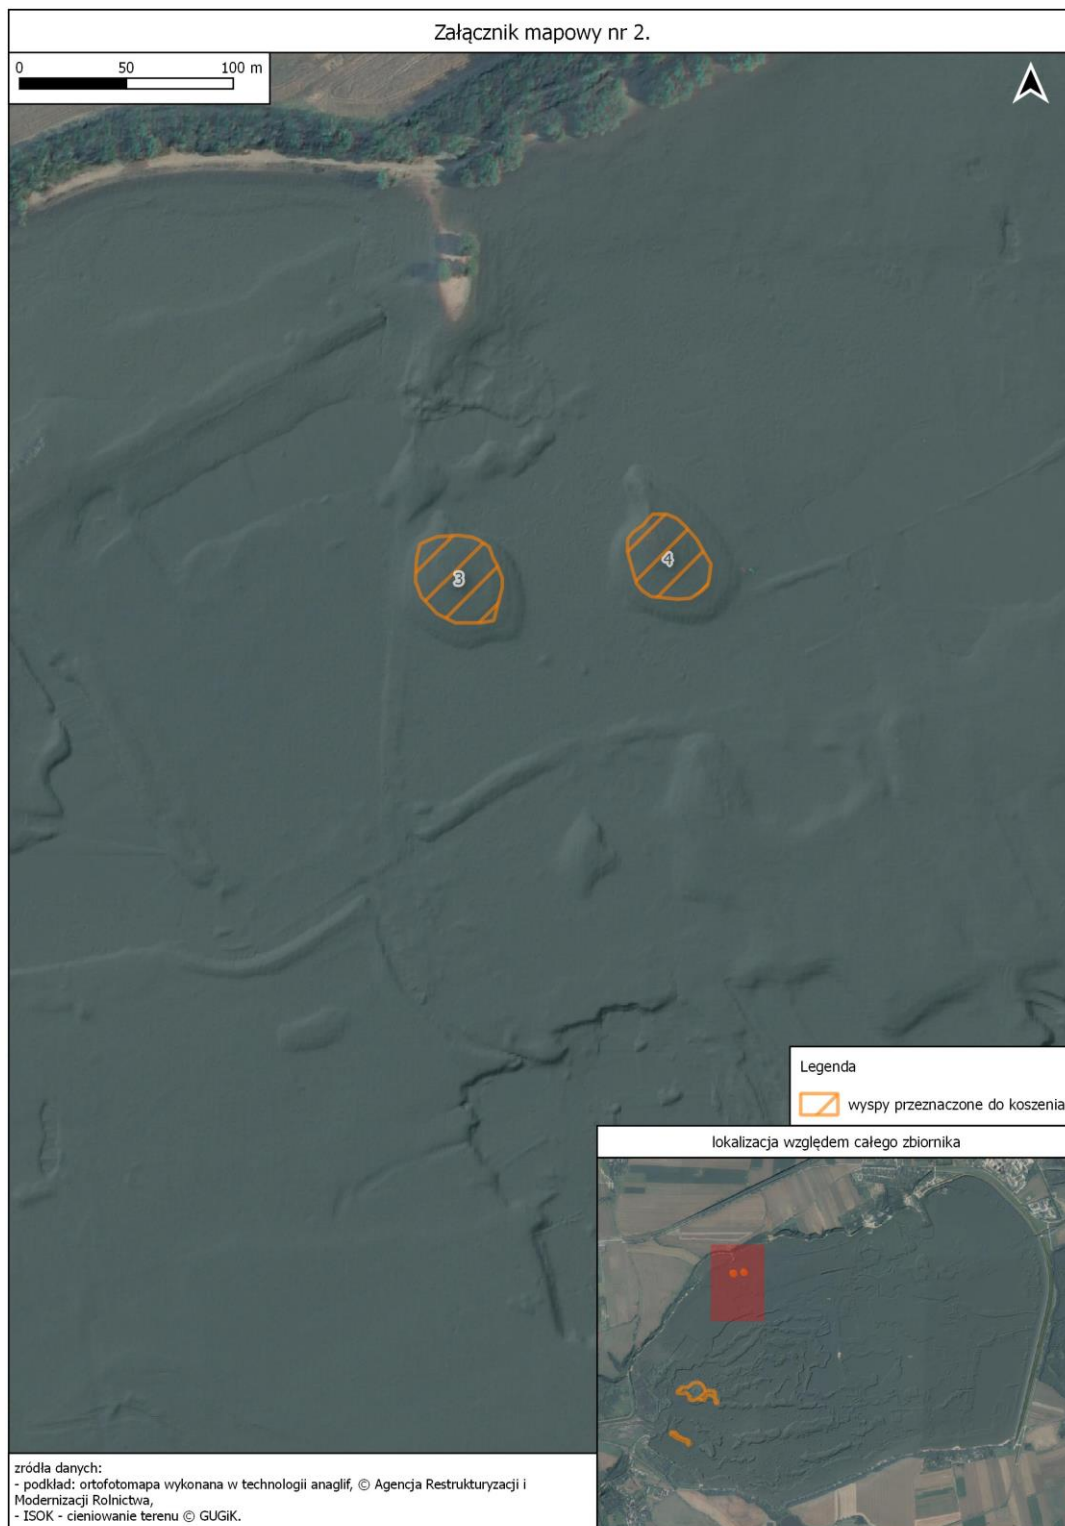 Załącznik mapowy nr 2.
0 50 100 m
3
4
Legenda
wyspy przeznaczone do koszenia
lokalizacja względem całego zbiornika
zródła danych:
- podkład: ortofotomapa wykonana w technologii anaglif, © Agencja Restrukturyzacji i
Modernizacji Rolnictwa,
- ISOK - cieniowanie terenu © GUGiK.